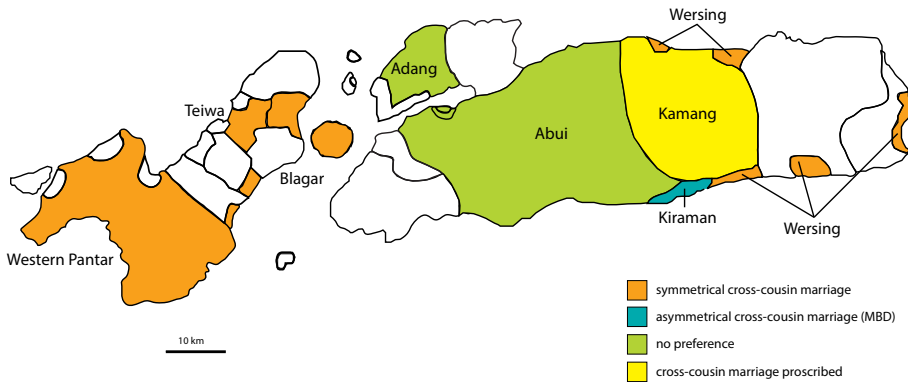 Wersing
Adang
Teiwa
Kamang
Abui
Blagar
Kiraman
Wersing
Western Pantar
symmetrical cross-cousin marriage
asymmetrical cross-cousin marriage (MBD)
no preference
cross-cousin marriage proscribed
10 km